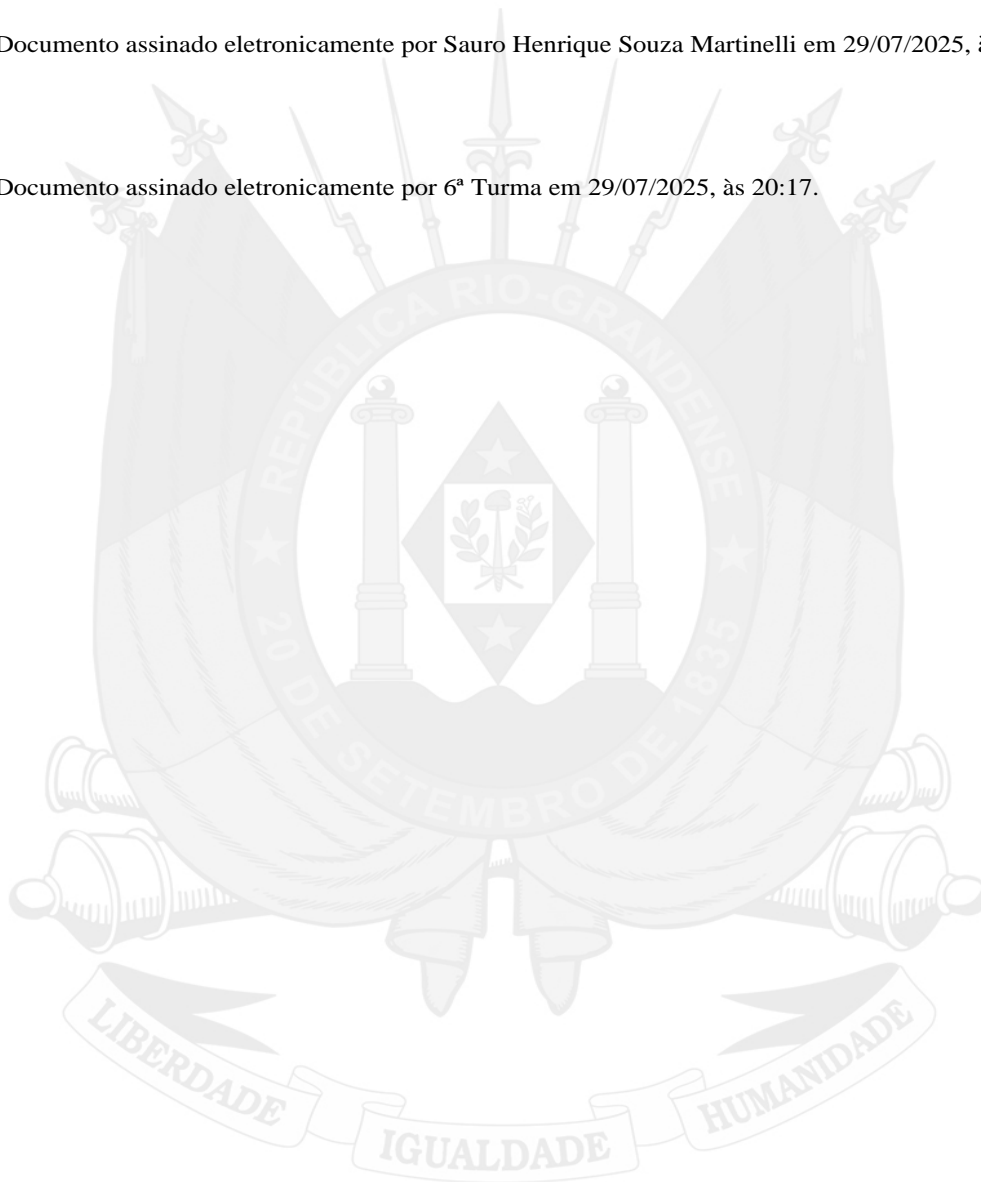 Documento assinado eletronicamente por Sauro Henrique Souza Martinelli em 29/07/2025,
Documento assinado eletronicamente por 6ª Turma em 29/07/2025, às 20:17.
REPÚBLICA RIO-GRANDENSE
20 DE SETEMBRO DE 1835
LIBERDADE
IGUALDADE
HUMANIDADE